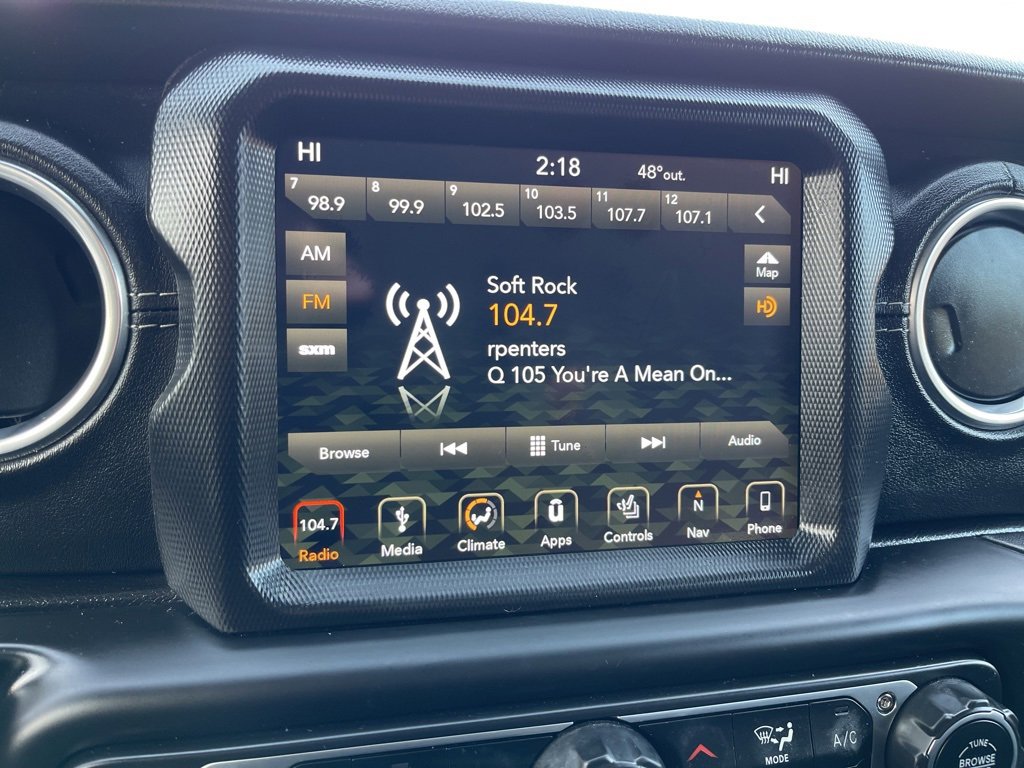 HI 2:18 48°out. HI
7 98.9 8 99.9 9 102.5 10 103.5 11 107.7 12 107.1
AM
Map
Soft Rock
FM
104.7
HD
sxm
rpenters
Q 105 You're A Mean On...
Browse Tune Audio
104.7 N
Radio Media Climate Apps Controls Nav Phone
MODE A/C TUNE
BROWSE